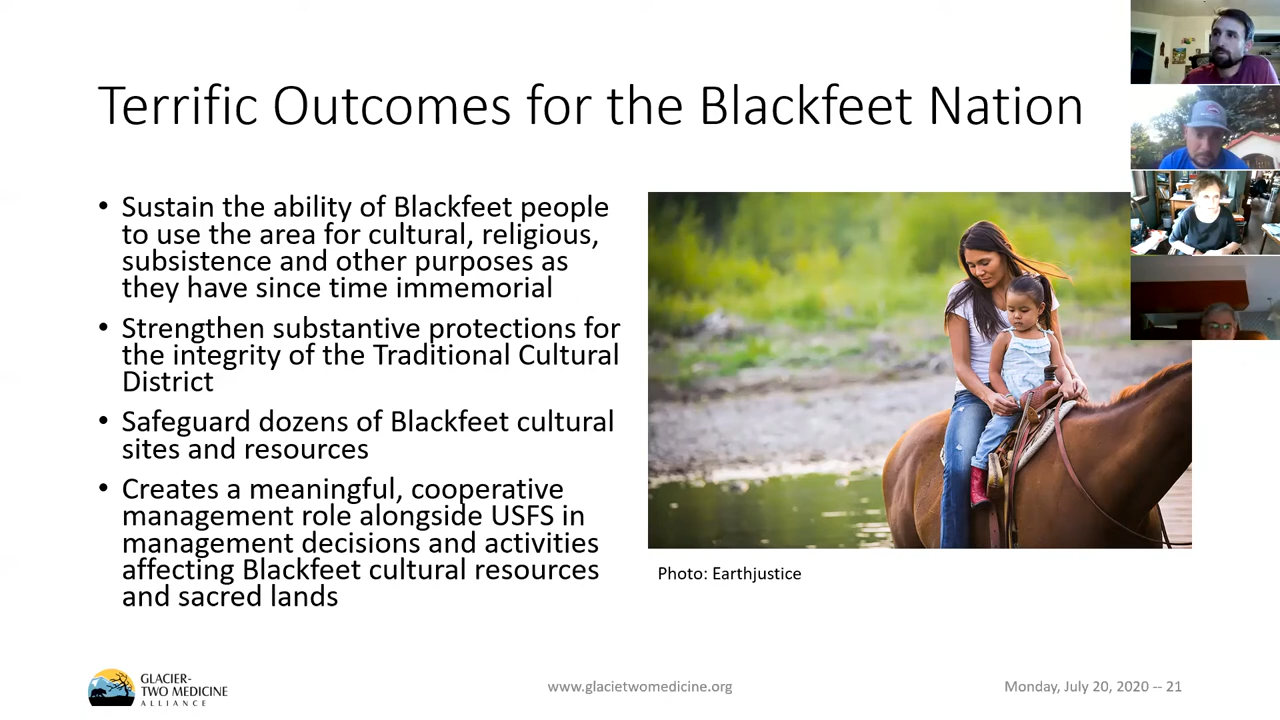 Terrific Outcomes for the Blackfeet Nation
• Sustain the ability of Blackfeet people
to use the area for cultural, religious,
subsistence and other purposes as
they have since time immemorial
• Strengthen substantive protections for
the integrity of the Traditional Cultural
District
• Safeguard dozens of Blackfeet cultural
sites and resources
• Creates a meaningful, cooperative
management role alongside USFS in
management decisions and activities
affecting Blackfeet cultural resources
and sacred lands
Photo: Earthjustice
GLACIER-
TWO MEDICINE
ALLIANCE
www.glacietwomedicine.org
Monday, July 20, 2020 -- 21